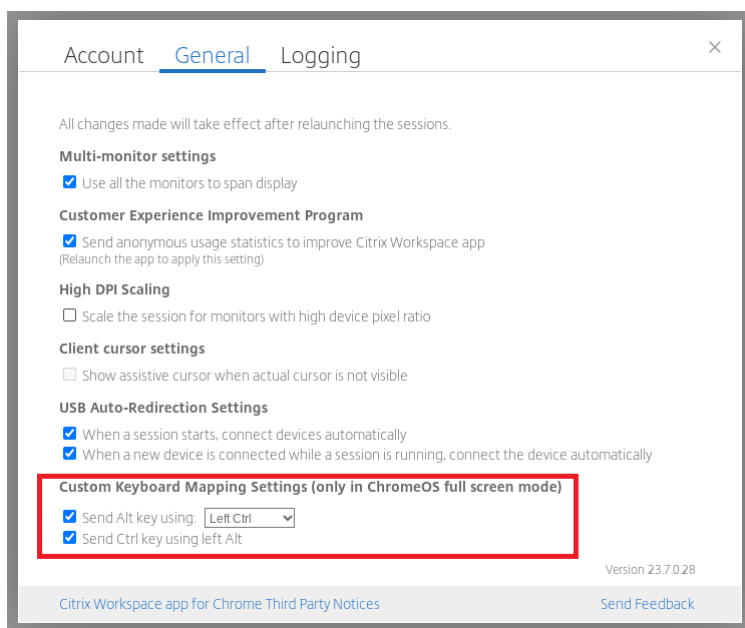 Account General Logging
All changes made will take effect after relaunching the sessions.
Multi-monitor settings
Use all the monitors to span display
Customer Experience Improvement Program
Send anonymous usage statistics to improve Citrix Workspace app
(Relaunch the app to apply this setting)
High DPI Scaling
Scale the session for monitors with high device pixel ratio
Client cursor settings
Show assistive cursor when actual cursor is not visible
USB Auto-Redirection Settings
When a session starts, connect devices automatically
When a new device is connected while a session is running, connect the device automatically
Custom Keyboard Mapping Settings (only in ChromeOS full screen mode)
Send Alt key using: Left Ctrl
Send Ctrl key using left Alt
Version 23.7.0.28
Citrix Workspace app for Chrome Third Party Notices Send Feedback